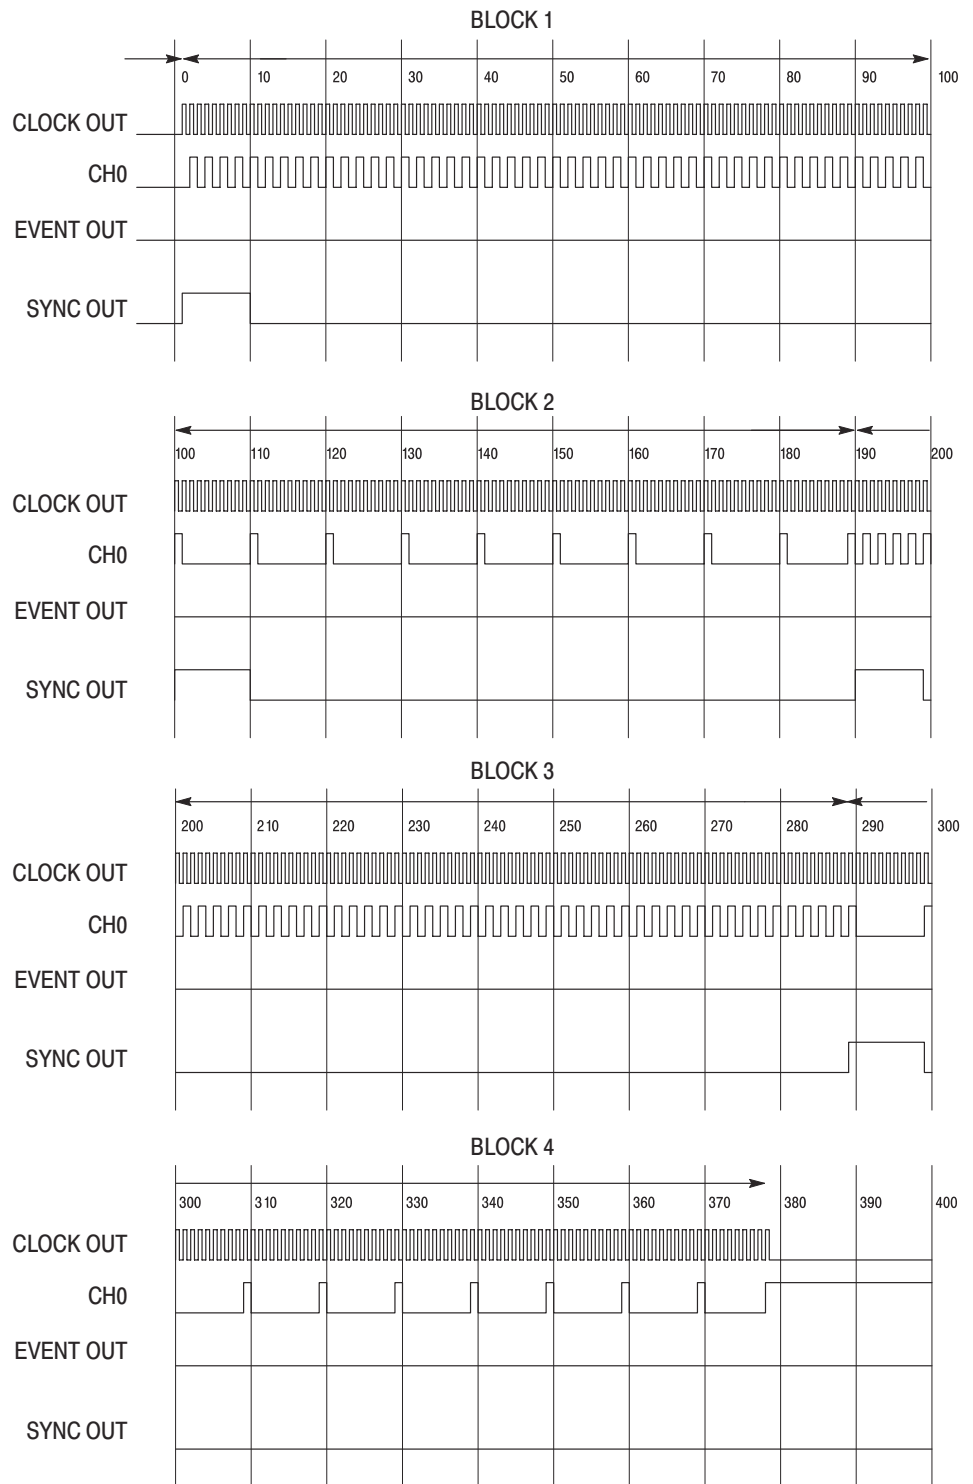 BLOCK 1
0 10 20 30 40 50 60 70 80 90 100
CLOCK OUT
CH0
EVENT OUT
SYNC OUT
BLOCK 2
100 110 120 130 140 150 160 170 180 190 200
CLOCK OUT
CH0
EVENT OUT
SYNC OUT
BLOCK 3
200 210 220 230 240 250 260 270 280 290 300
CLOCK OUT
CH0
EVENT OUT
SYNC OUT
BLOCK 4
300 310 320 330 340 350 360 370 380 390 400
CLOCK OUT
CH0
EVENT OUT
SYNC OUT